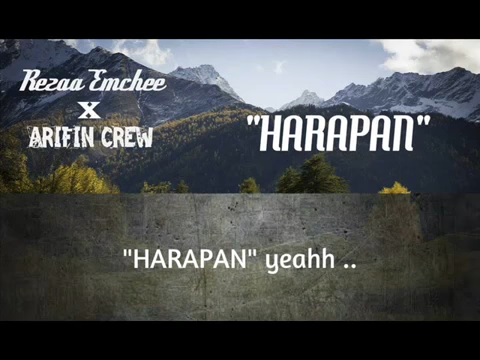 Rezaa Emchee
X
ARIFIN CREW
"HARAPAN"
"HARAPAN" yeahh ..